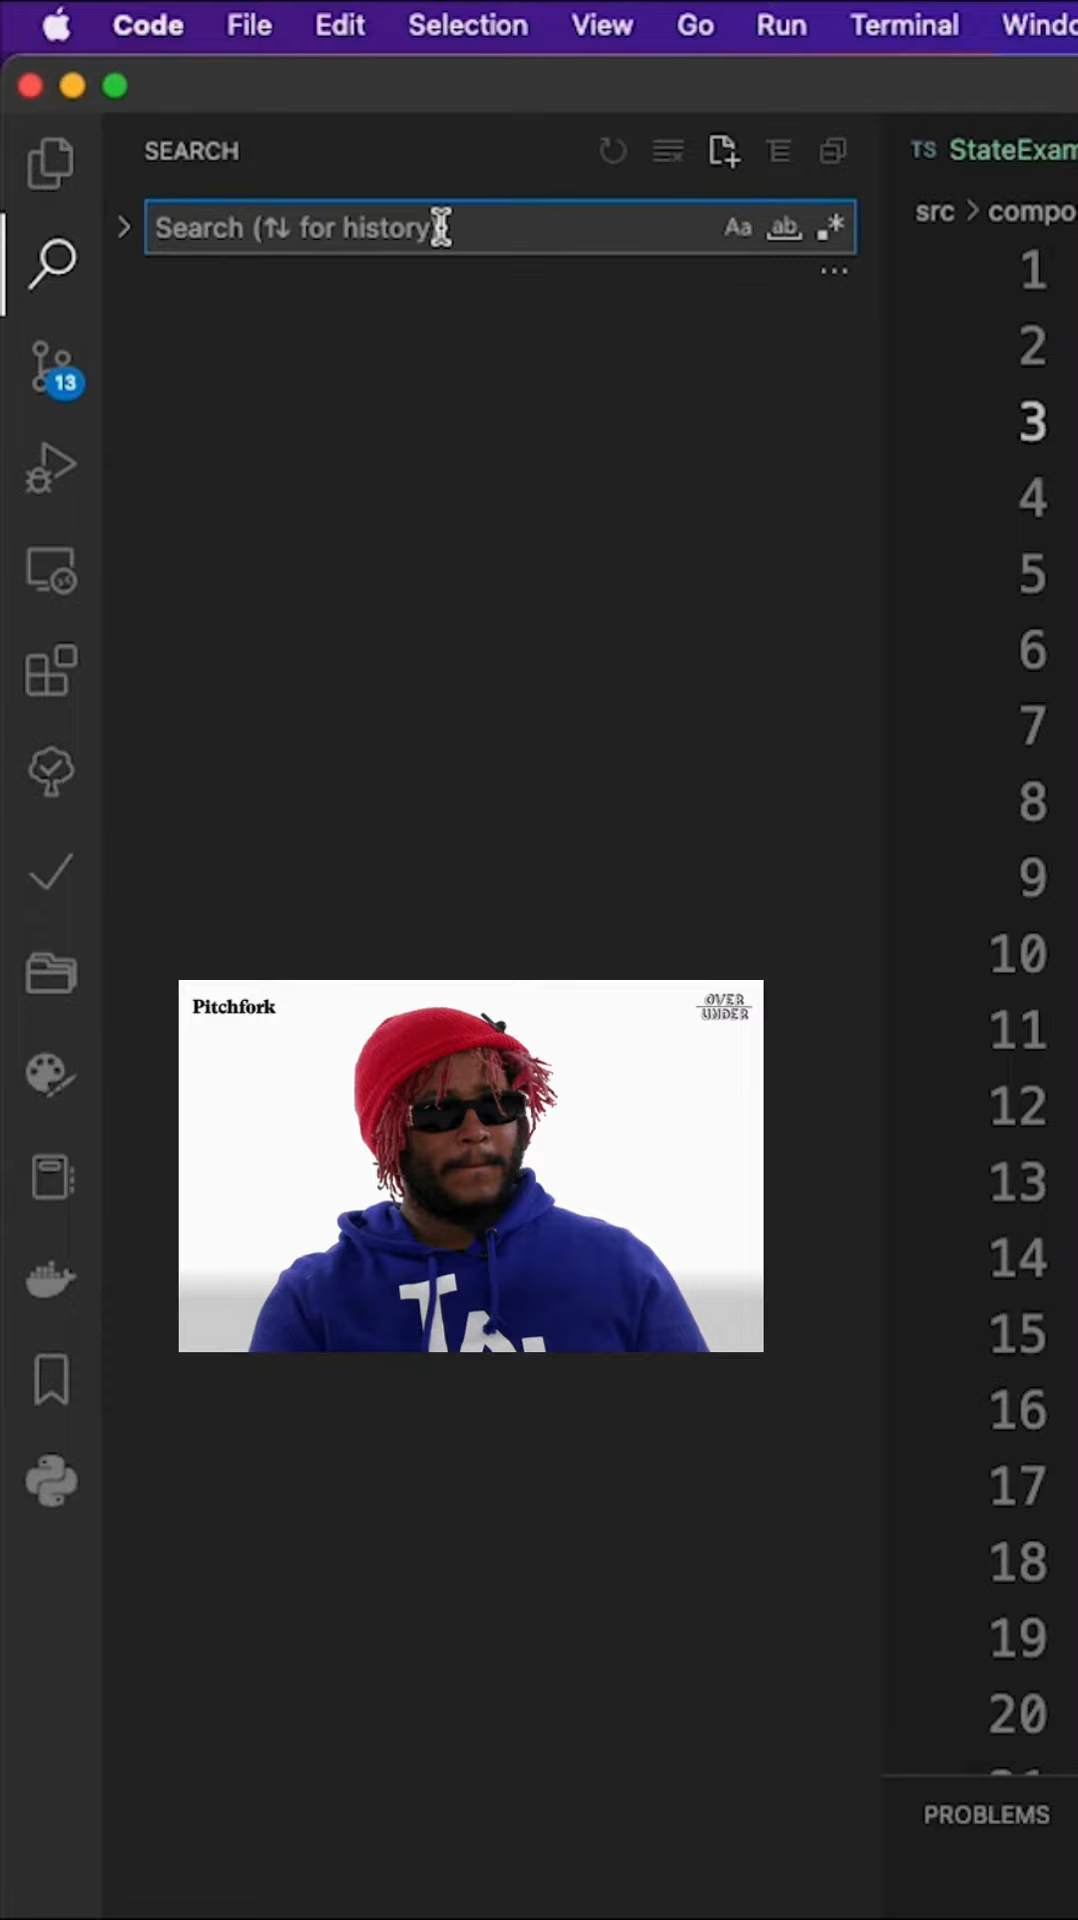 Code File Edit Selection View Go Run Terminal
SEARCH
TS StateExam
Search (↑↓ for history)
Aa ab .*
src > compo
...
1
2
13
3
4
5
6
7
8
9
10
Pitchfork
OVER
UNDER
11
12
13
14
15
16
17
18
19
20
PROBLEMS